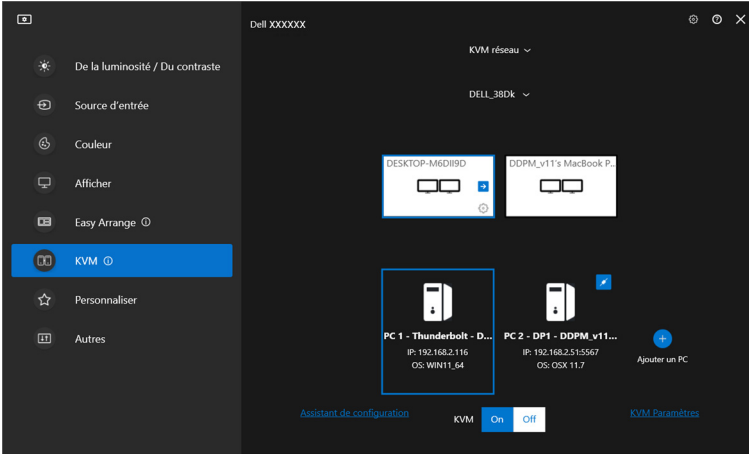 Dell XXXXXX
KVM réseau
De la luminosité / Du contraste
DELL_38Dk
Source d'entrée
Couleur
DESKTOP-M6DII9D
DDPM_v11's MacBook P...
Afficher
Easy Arrange
KVM
Personnaliser
Autres
PC 1 - Thunderbolt - D...
IP: 192.168.2.116
OS: WIN11_64
PC 2 - DP1 - DDPM_v11...
IP: 192.168.2.51:5567
OS: OSX 11.7
Ajouter un PC
Assistant de configuration
KVM
On
Off
KVM Paramètres